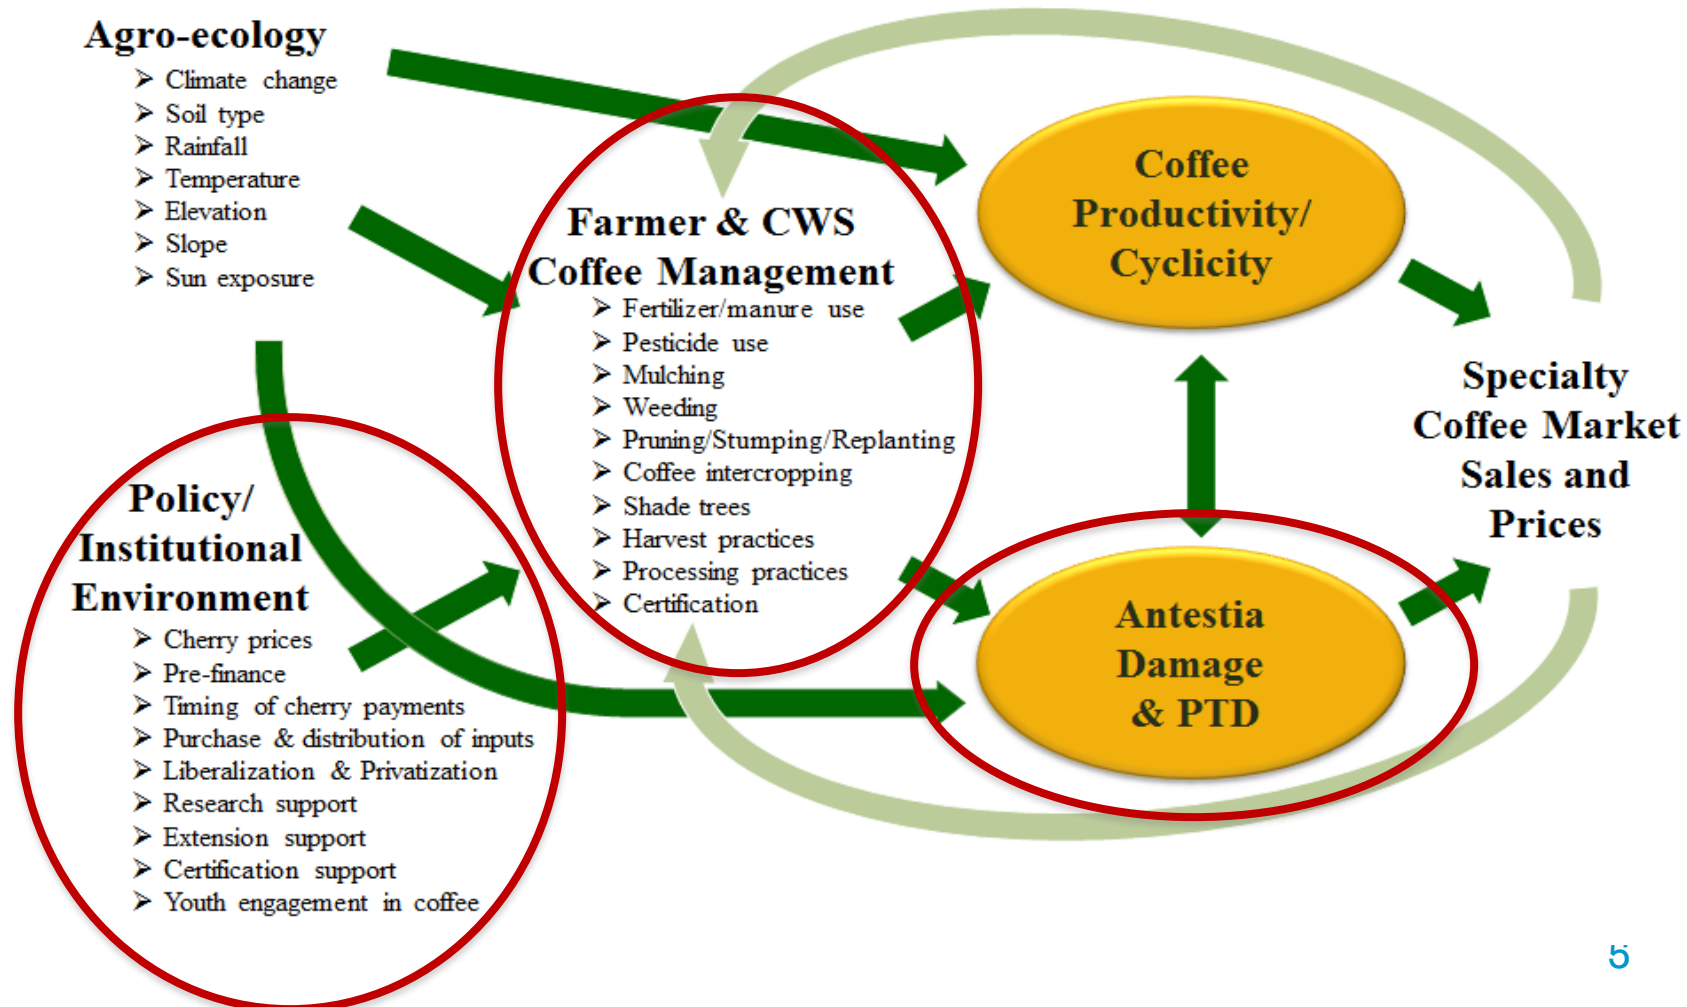 Agro-ecology
➢ Climate change
➢ Soil type
➢ Rainfall
➢ Temperature
➢ Elevation
➢ Slope
➢ Sun exposure
Policy/
Institutional
Environment
➢ Cherry prices
➢ Pre-finance
➢ Timing of cherry payments
➢ Purchase & distribution of inputs
➢ Liberalization & Privatization
➢ Research support
➢ Extension support
➢ Certification support
➢ Youth engagement in coffee
Farmer & CWS
Coffee Management
➢ Fertilizer/manure use
➢ Pesticide use
➢ Mulching
➢ Weeding
➢ Pruning/Stumping/Replanting
➢ Coffee intercropping
➢ Shade trees
➢ Harvest practices
➢ Processing practices
➢ Certification
Coffee
Productivity/
Cyclicity
Antestia
Damage
& PTD
Specialty
Coffee Market
Sales and
Prices
5